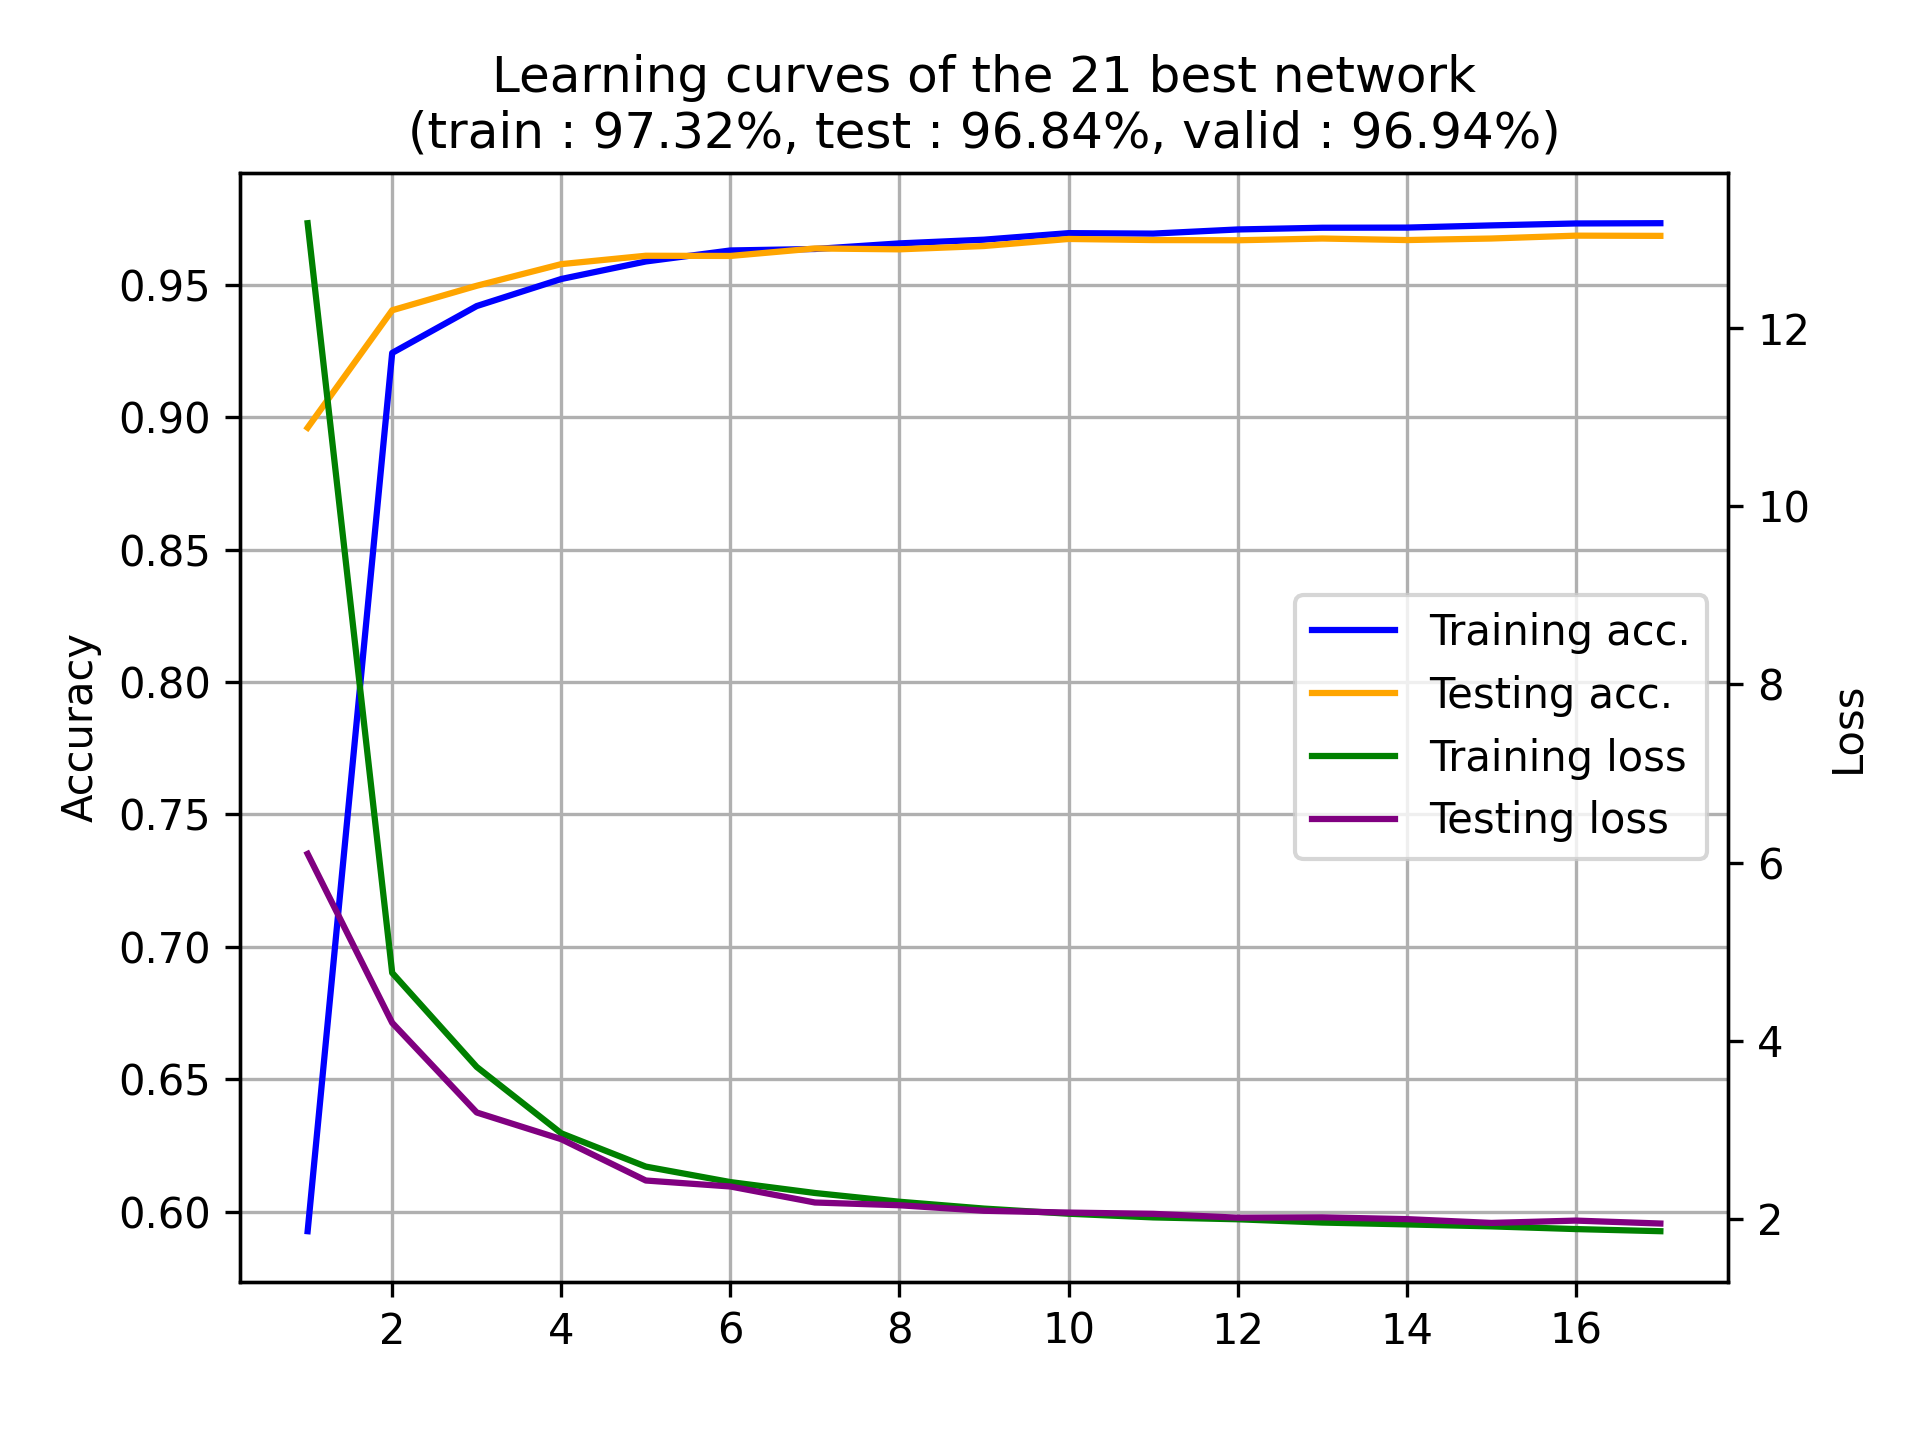 Learning curves of the 21 best network
(train : 97.32%, test : 96.84%, valid : 96.94%)
Accuracy
0.95
0.90
0.85
0.80
0.75
0.70
0.65
0.60
12
10
8
6
4
2
Loss
Training acc.
Testing acc.
Training loss
Testing loss
2 4 6 8 10 12 14 16